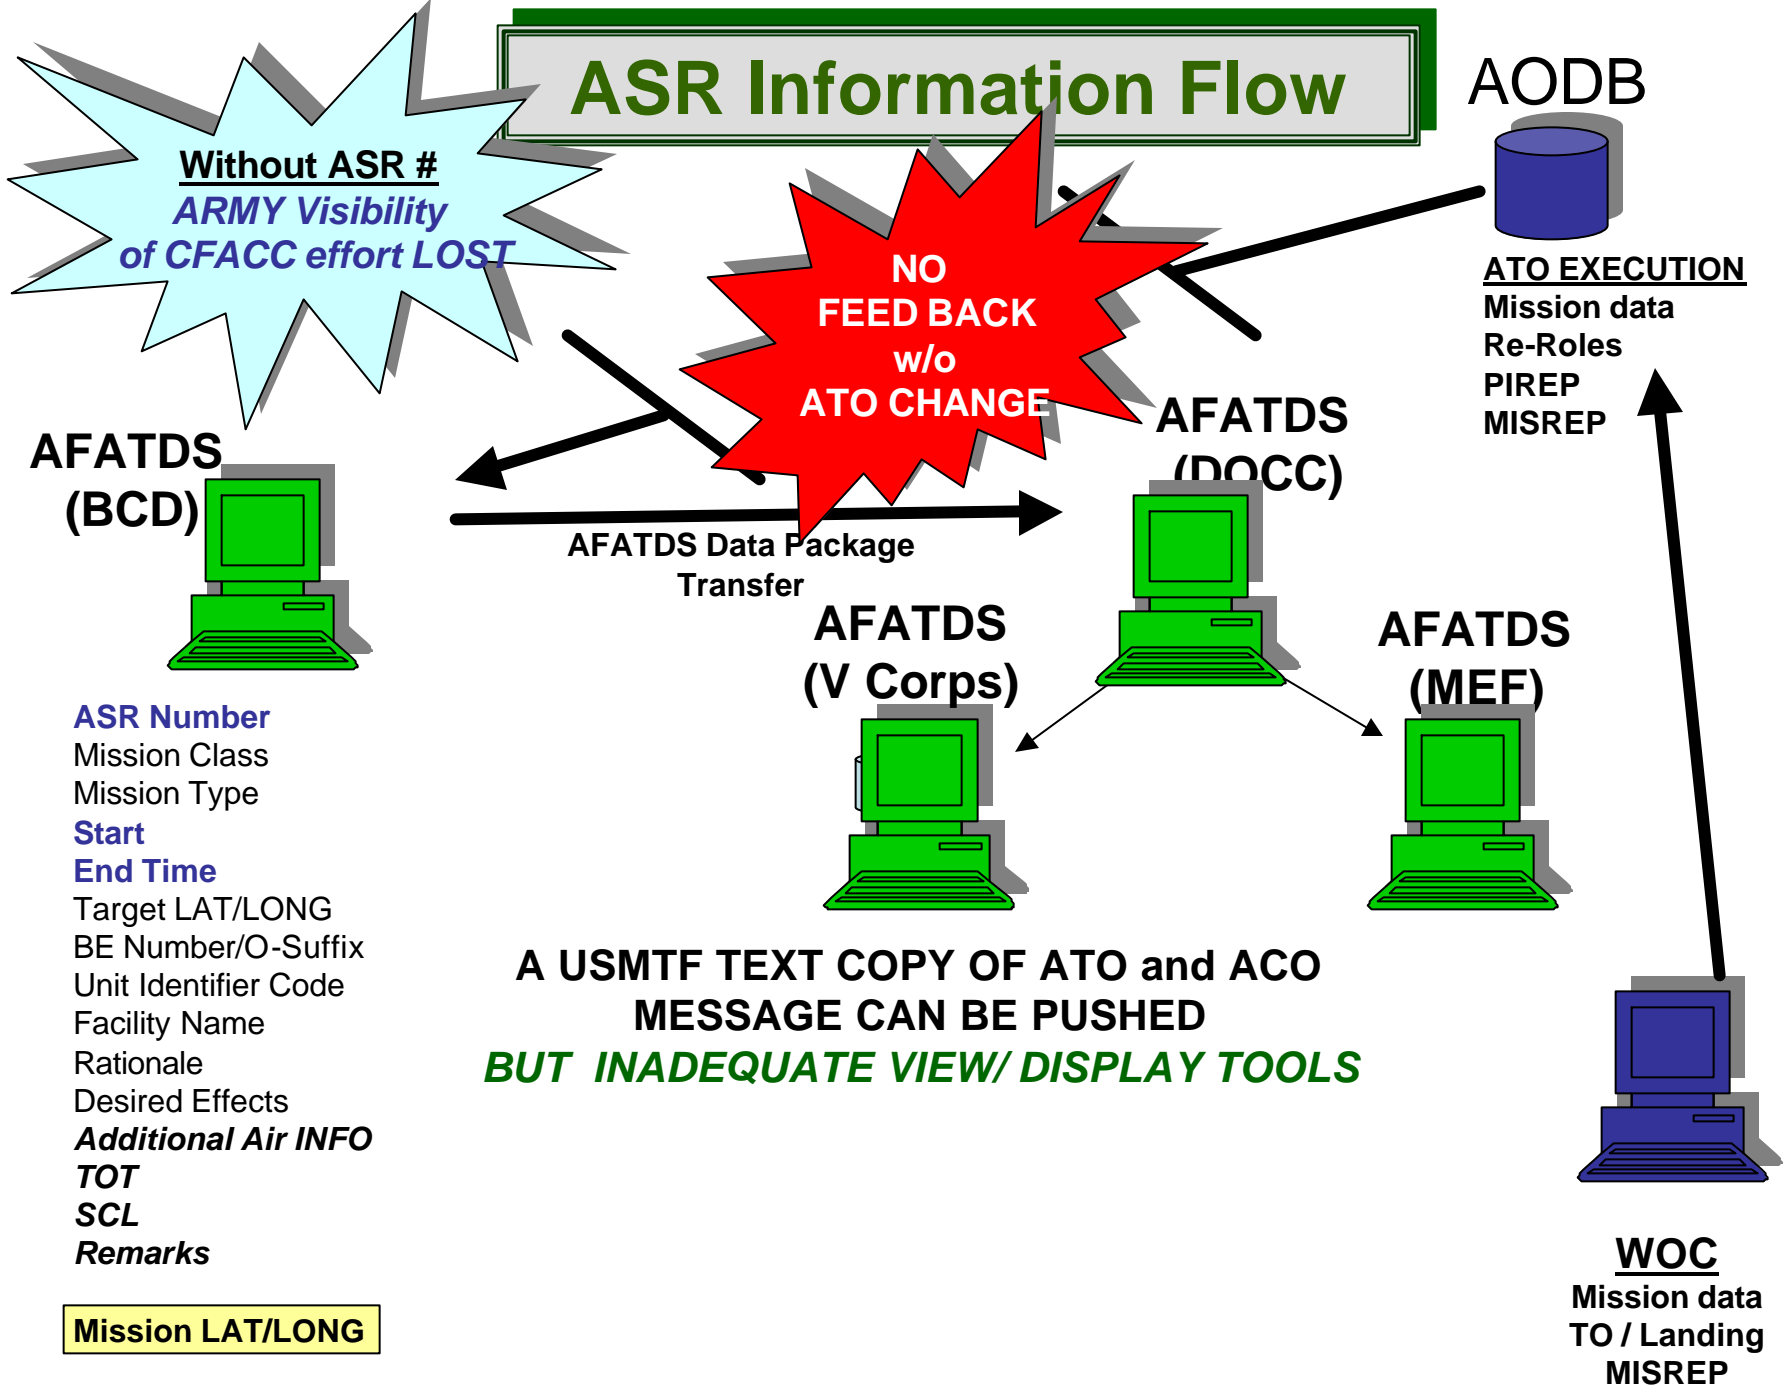 ASR Information Flow
AODB
Without ASR #
ARMY Visibility
of CFACC effort LOST
NO
FEED BACK
w/o
ATO CHANGE
ATO EXECUTION
Mission data
Re-Roles
PIREP
MISREP
AFATDS
(BCD)
AFATDS
(DOCC)
AFATDS Data Package
Transfer
AFATDS
(V Corps)
AFATDS
(MEF)
ASR Number
Mission Class
Mission Type
Start
End Time
Target LAT/LONG
BE Number/O-Suffix
Unit Identifier Code
Facility Name
Rationale
Desired Effects
Additional Air INFO
TOT
SCL
Remarks
Mission LAT/LONG
A USMTF TEXT COPY OF ATO and ACO
MESSAGE CAN BE PUSHED
BUT INADEQUATE VIEW/ DISPLAY TOOLS
WOC
Mission data
TO / Landing
MISREP